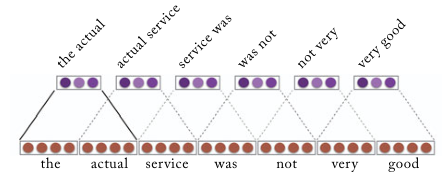 the actual
actual service
service was
was not
not very
very good
the actual service was not very good